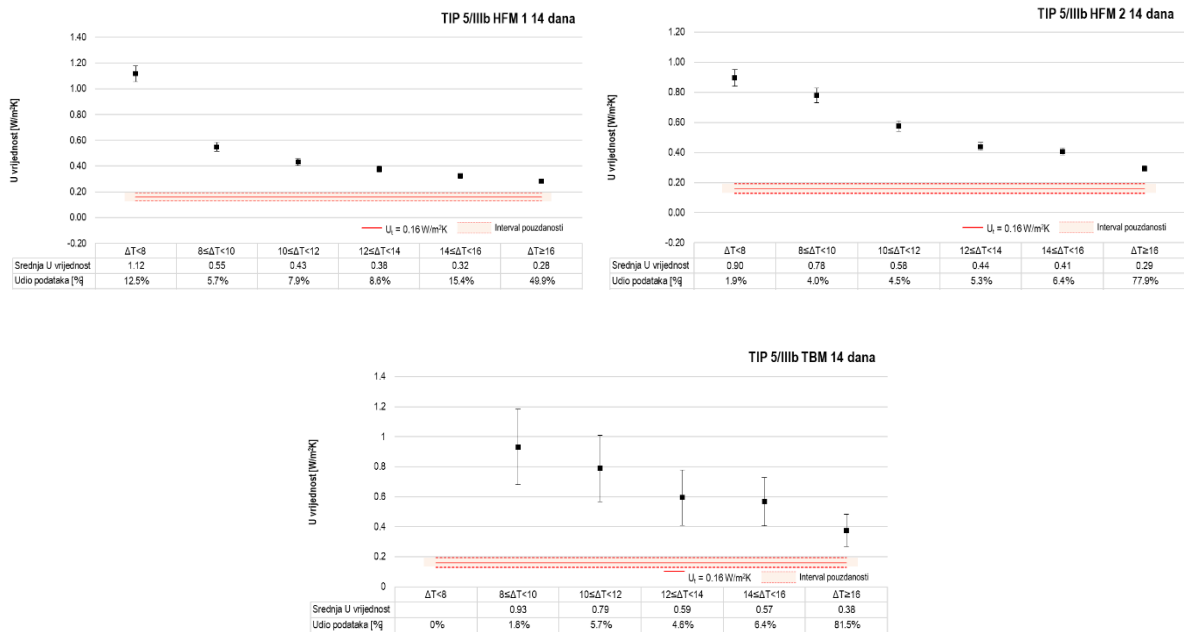 TIP 5/IIIb HFM 1 14 dana
1.40
1.20
1.00
0.80
0.60
0.40
0.20
0.00
-0.20
U vrijednost [W/m²K]
Uₜ = 0.16 W/m²K Interval pouzdanosti
ΔT<8 8≤ΔT<10 10≤ΔT<12 12≤ΔT<14 14≤ΔT<16 ΔT≥16
Srednja U vrijednost 1.12 0.55 0.43 0.38 0.32 0.28
Udio podataka [%] 12.5% 5.7% 7.9% 8.6% 15.4% 49.9%
TIP 5/IIIb HFM 2 14 dana
1.20
1.00
0.80
0.60
0.40
0.20
0.00
-0.20
U vrijednost [W/m²K]
Uₜ = 0.16 W/m²K Interval pouzdanosti
ΔT<8 8≤ΔT<10 10≤ΔT<12 12≤ΔT<14 14≤ΔT<16 ΔT≥16
Srednja U vrijednost 0.90 0.78 0.58 0.44 0.41 0.29
Udio podataka [%] 1.9% 4.0% 4.5% 5.3% 6.4% 77.9%
TIP 5/IIIb TBM 14 dana
1.4
1.2
1
0.8
0.6
0.4
0.2
0
U vrijednost [W/m²K]
Uₜ = 0.16 W/m²K Interval pouzdanosti
ΔT<8 8≤ΔT<10 10≤ΔT<12 12≤ΔT<14 14≤ΔT<16 ΔT≥16
Srednja U vrijednost 0.93 0.79 0.59 0.57 0.38
Udio podataka [%] 0% 1.8% 5.7% 4.6% 6.4% 81.5%